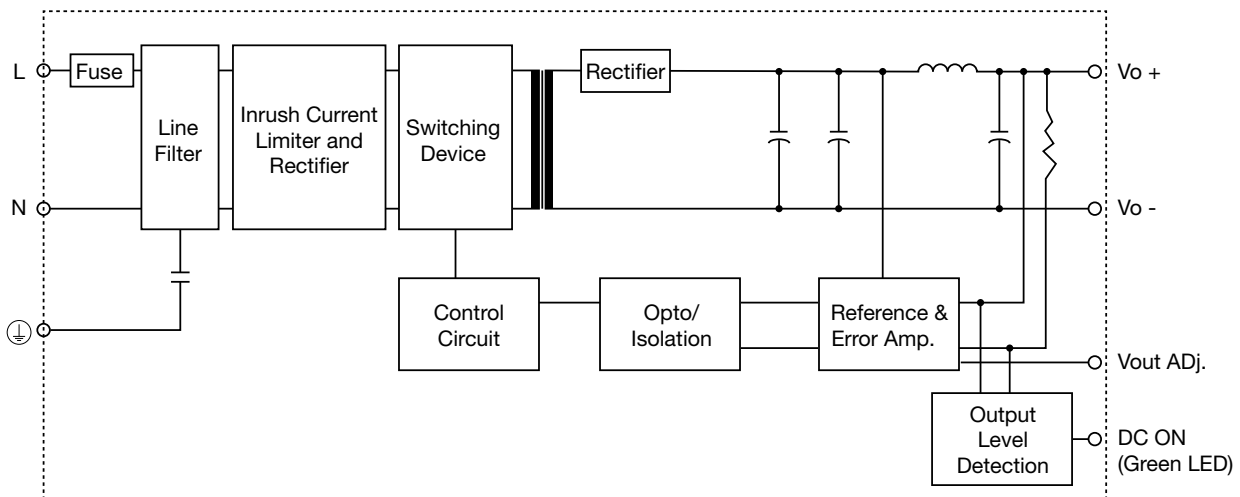 L
Fuse
Line
Filter
Inrush Current
Limiter and
Rectifier
Switching
Device
Rectifier
Vo +
N
Vo -
Control
Circuit
Opto/
Isolation
Reference &
Error Amp.
Vout ADj.
Output
Level
Detection
DC ON
(Green LED)